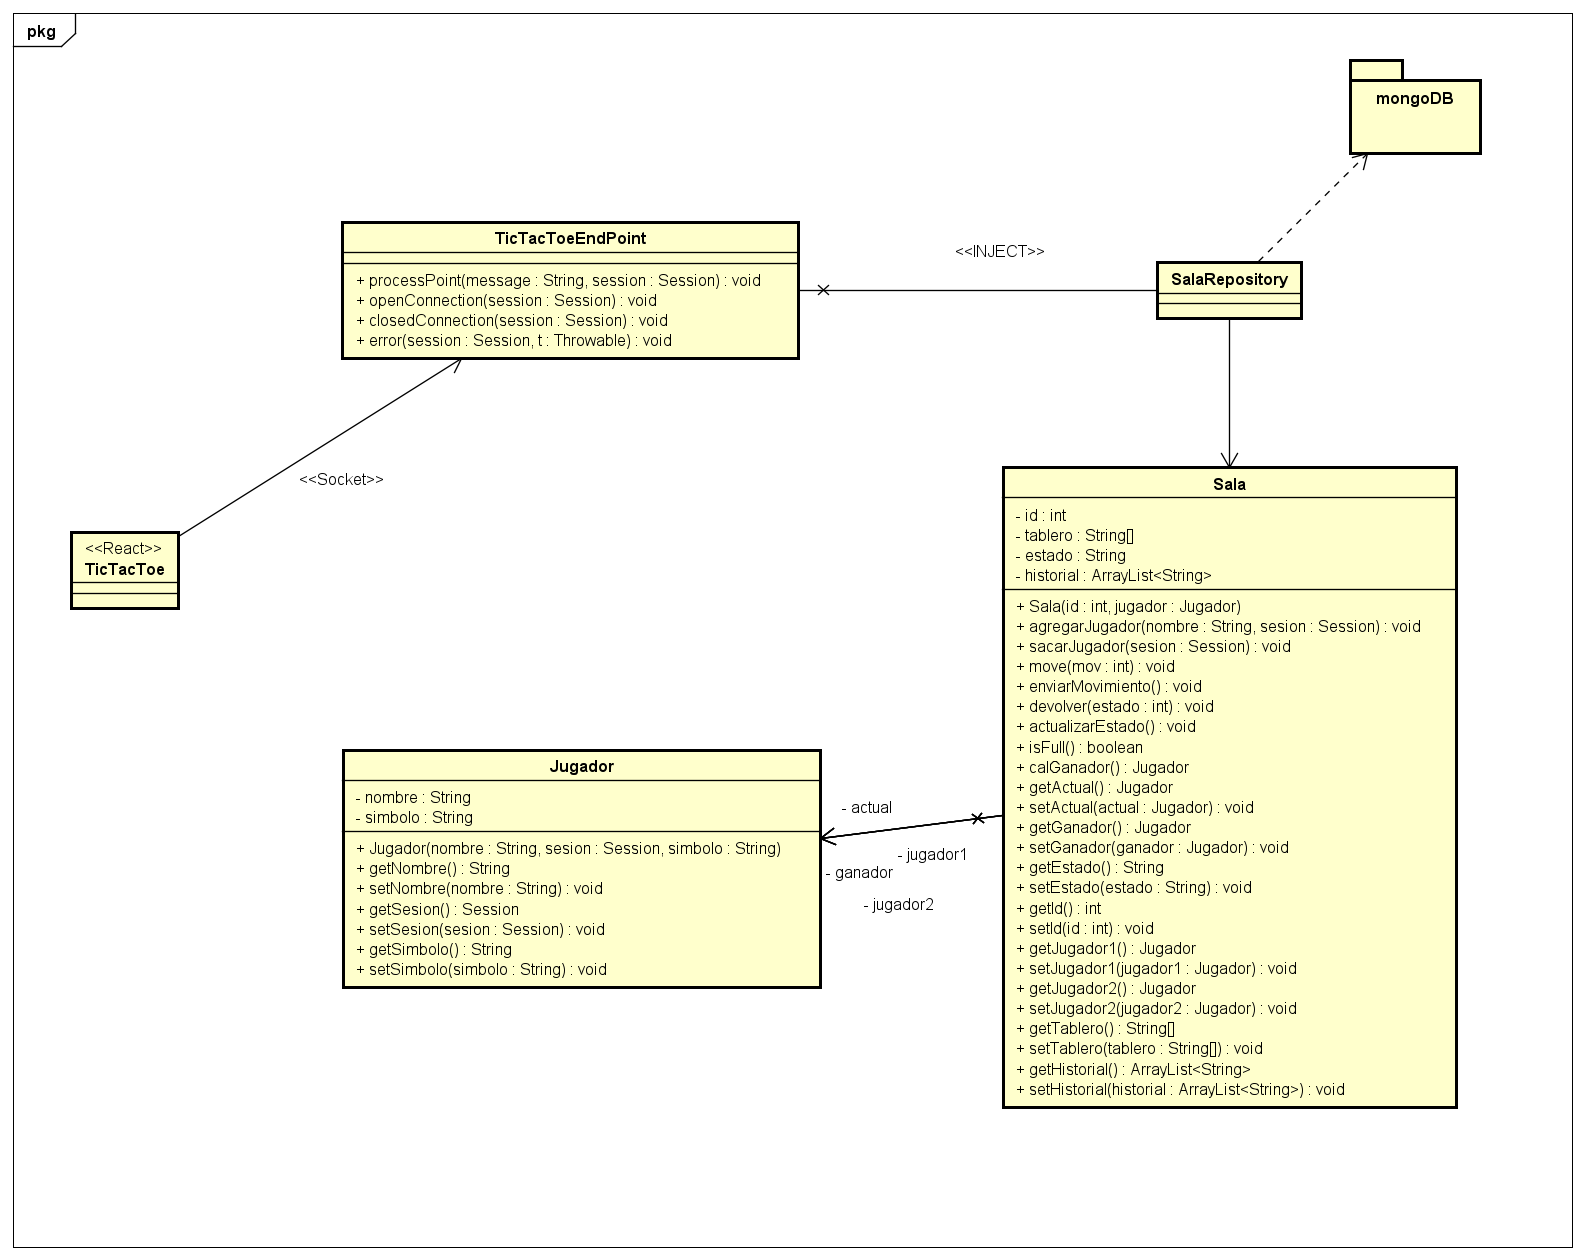 pkg
mongoDB
TicTacToeEndPoint
+ processPoint(message : String, session : Session) : void
+ openConnection(session : Session) : void
+ closedConnection(session : Session) : void
+ error(session : Session, t : Throwable) : void
<<INJECT>>
SalaRepository
<<Socket>>
<<React>>
TicTacToe
Sala
- id : int
- tablero : String[]
- estado : String
- historial : ArrayList<String>
+ Sala(id : int, jugador : Jugador)
+ agregarJugador(nombre : String, sesion : Session) : void
+ sacarJugador(sesion : Session) : void
+ move(mov : int) : void
+ enviarMovimiento() : void
+ devolver(estado : int) : void
+ actualizarEstado() : void
+ isFull() : boolean
+ calGanador() : Jugador
+ getActual() : Jugador
+ setActual(actual : Jugador) : void
+ getGanador() : Jugador
+ setGanador(ganador : Jugador) : void
+ getEstado() : String
+ setEstado(estado : String) : void
+ getId() : int
+ setId(id : int) : void
+ getJugador1() : Jugador
+ setJugador1(jugador1 : Jugador) : void
+ getJugador2() : Jugador
+ setJugador2(jugador2 : Jugador) : void
+ getTablero() : String[]
+ setTablero(tablero : String[]) : void
+ getHistorial() : ArrayList<String>
+ setHistorial(historial : ArrayList<String>) : void
Jugador
- nombre : String
- simbolo : String
+ Jugador(nombre : String, sesion : Session, simbolo : String)
+ getNombre() : String
+ setNombre(nombre : String) : void
+ getSesion() : Session
+ setSesion(sesion : Session) : void
+ getSimbolo() : String
+ setSimbolo(simbolo : String) : void
- actual
- jugador1
- ganador
- jugador2